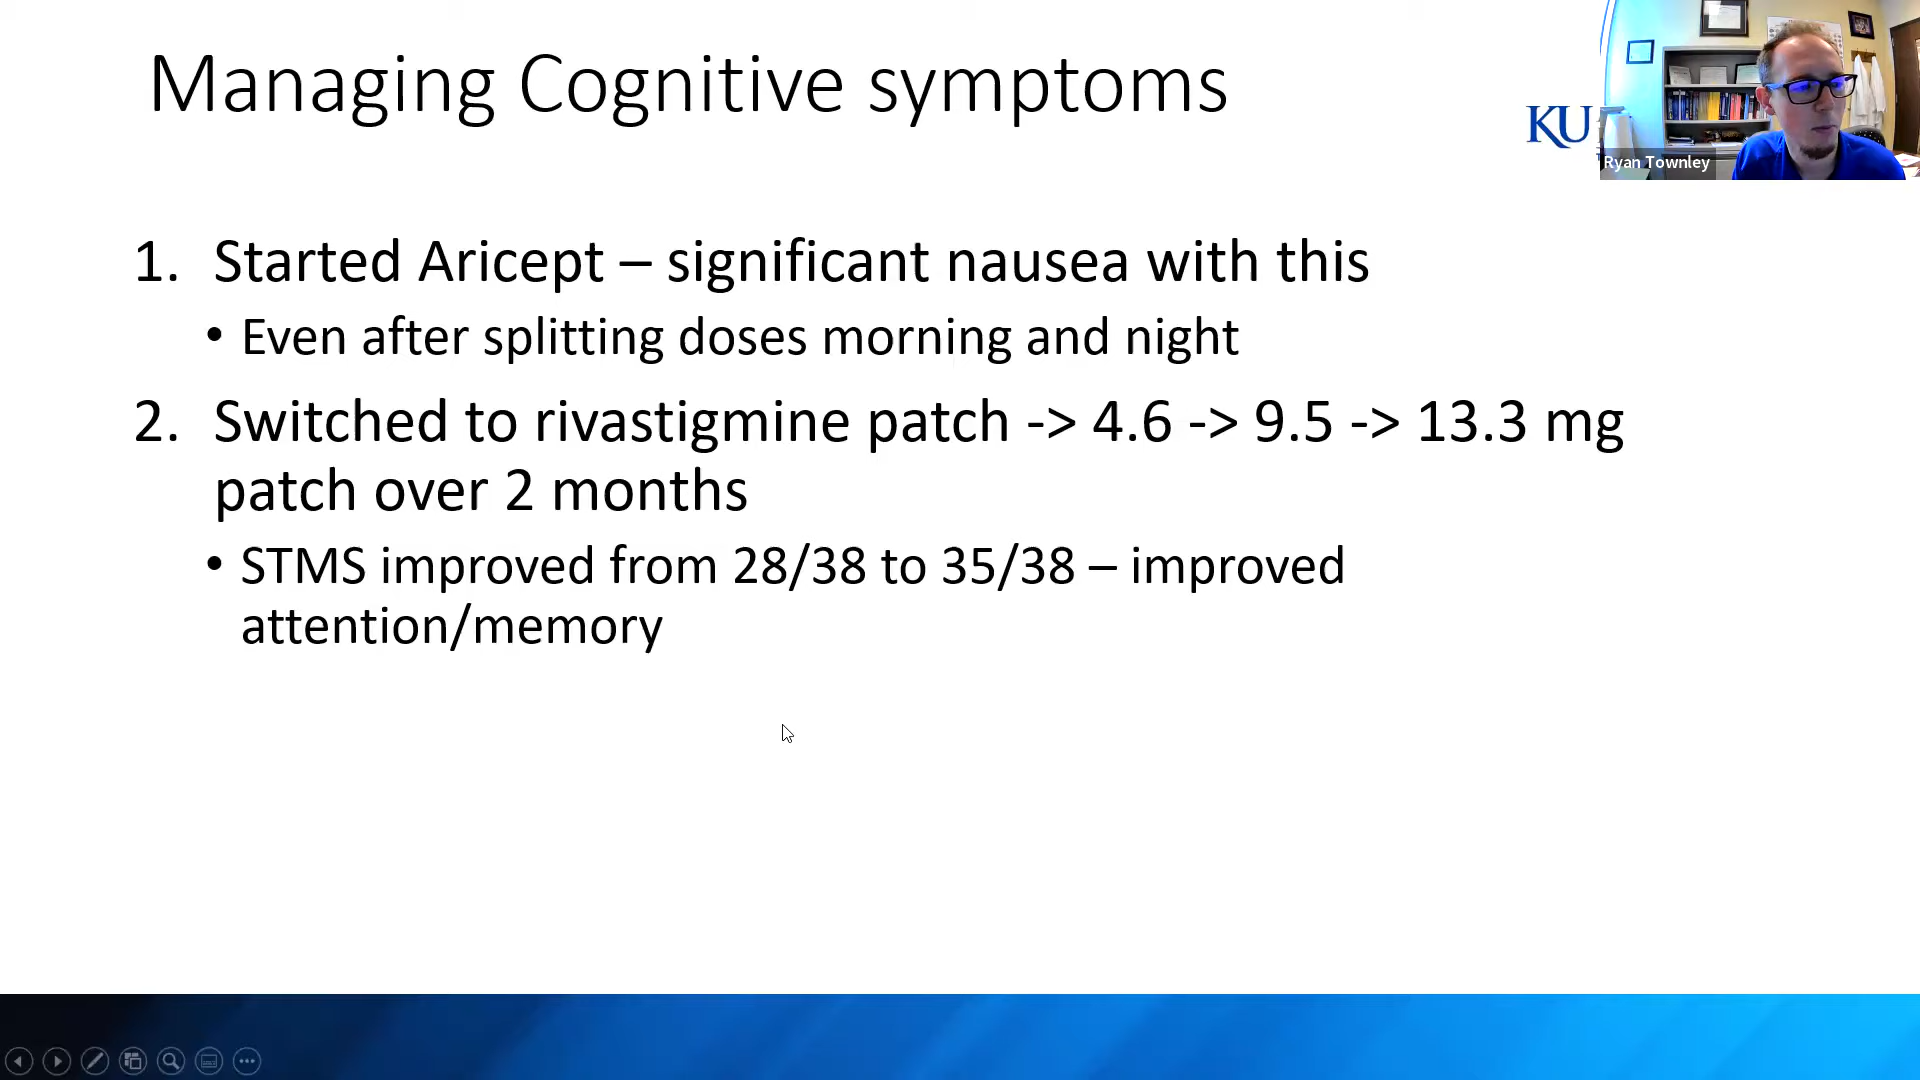 Managing Cognitive symptoms
KU
Ryan Townley
1. Started Aricept – significant nausea with this
• Even after splitting doses morning and night
2. Switched to rivastigmine patch -> 4.6 -> 9.5 -> 13.3 mg
patch over 2 months
• STMS improved from 28/38 to 35/38 – improved
attention/memory